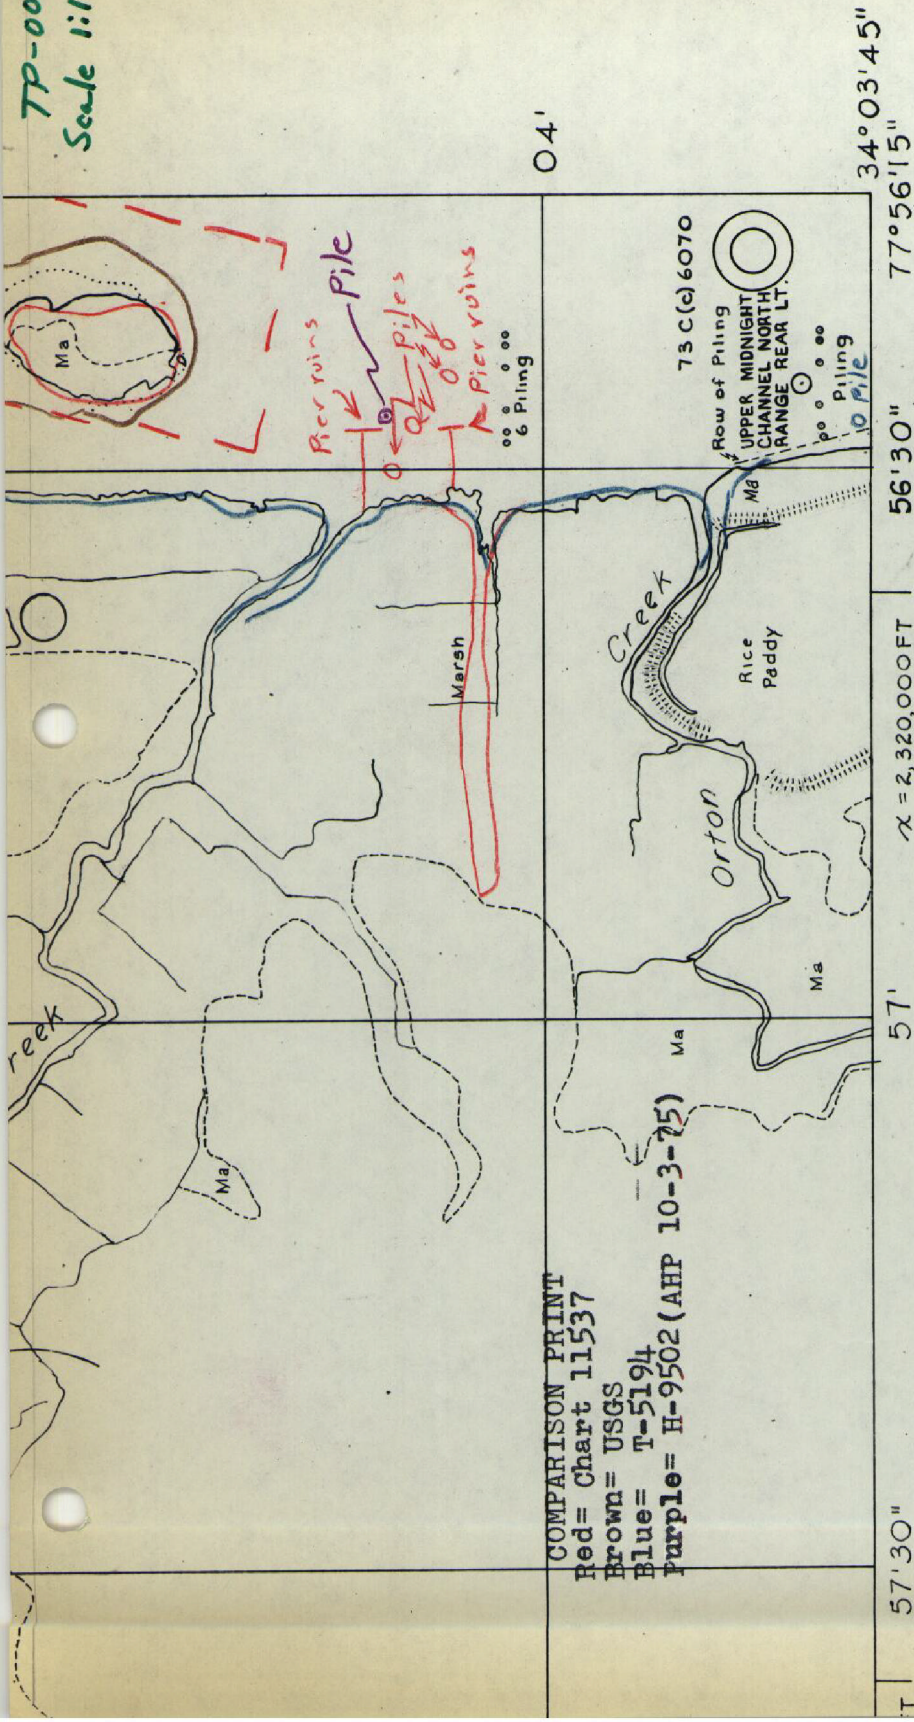 TP-00
Scale 1:1
04'
34°03'45"
77°56'15"
56'30"
57'
57'30"
x = 2,320,000FT
Ma
Pier ruins
Pile
Piles
Pier ruins
6 Piling
73 C(c)6070
Row of Piling
UPPER MIDNIGHT
CHANNEL NORTH
RANGE REAR LT.
Piling
Pile
Ma
Marsh
Creek
Rice
Paddy
Orton
Ma
Ma
reek
Ma
COMPARISON PRINT
Red= Chart 11537
Brown= USGS
Blue= T-5194
Purple= H-9502(AHP 10-3-75)
T